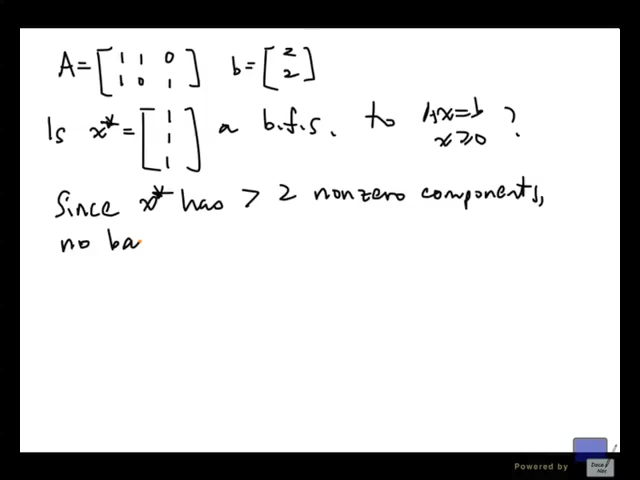 A = [ 1 1 0 b = [ 2
1 0 1 ] 2 ]
Is x* = [ 1 1 1 ] a b.f.s. to Ax=b
x≥0 ?
Since x* has > 2 nonzero components,
no ba
Powered by